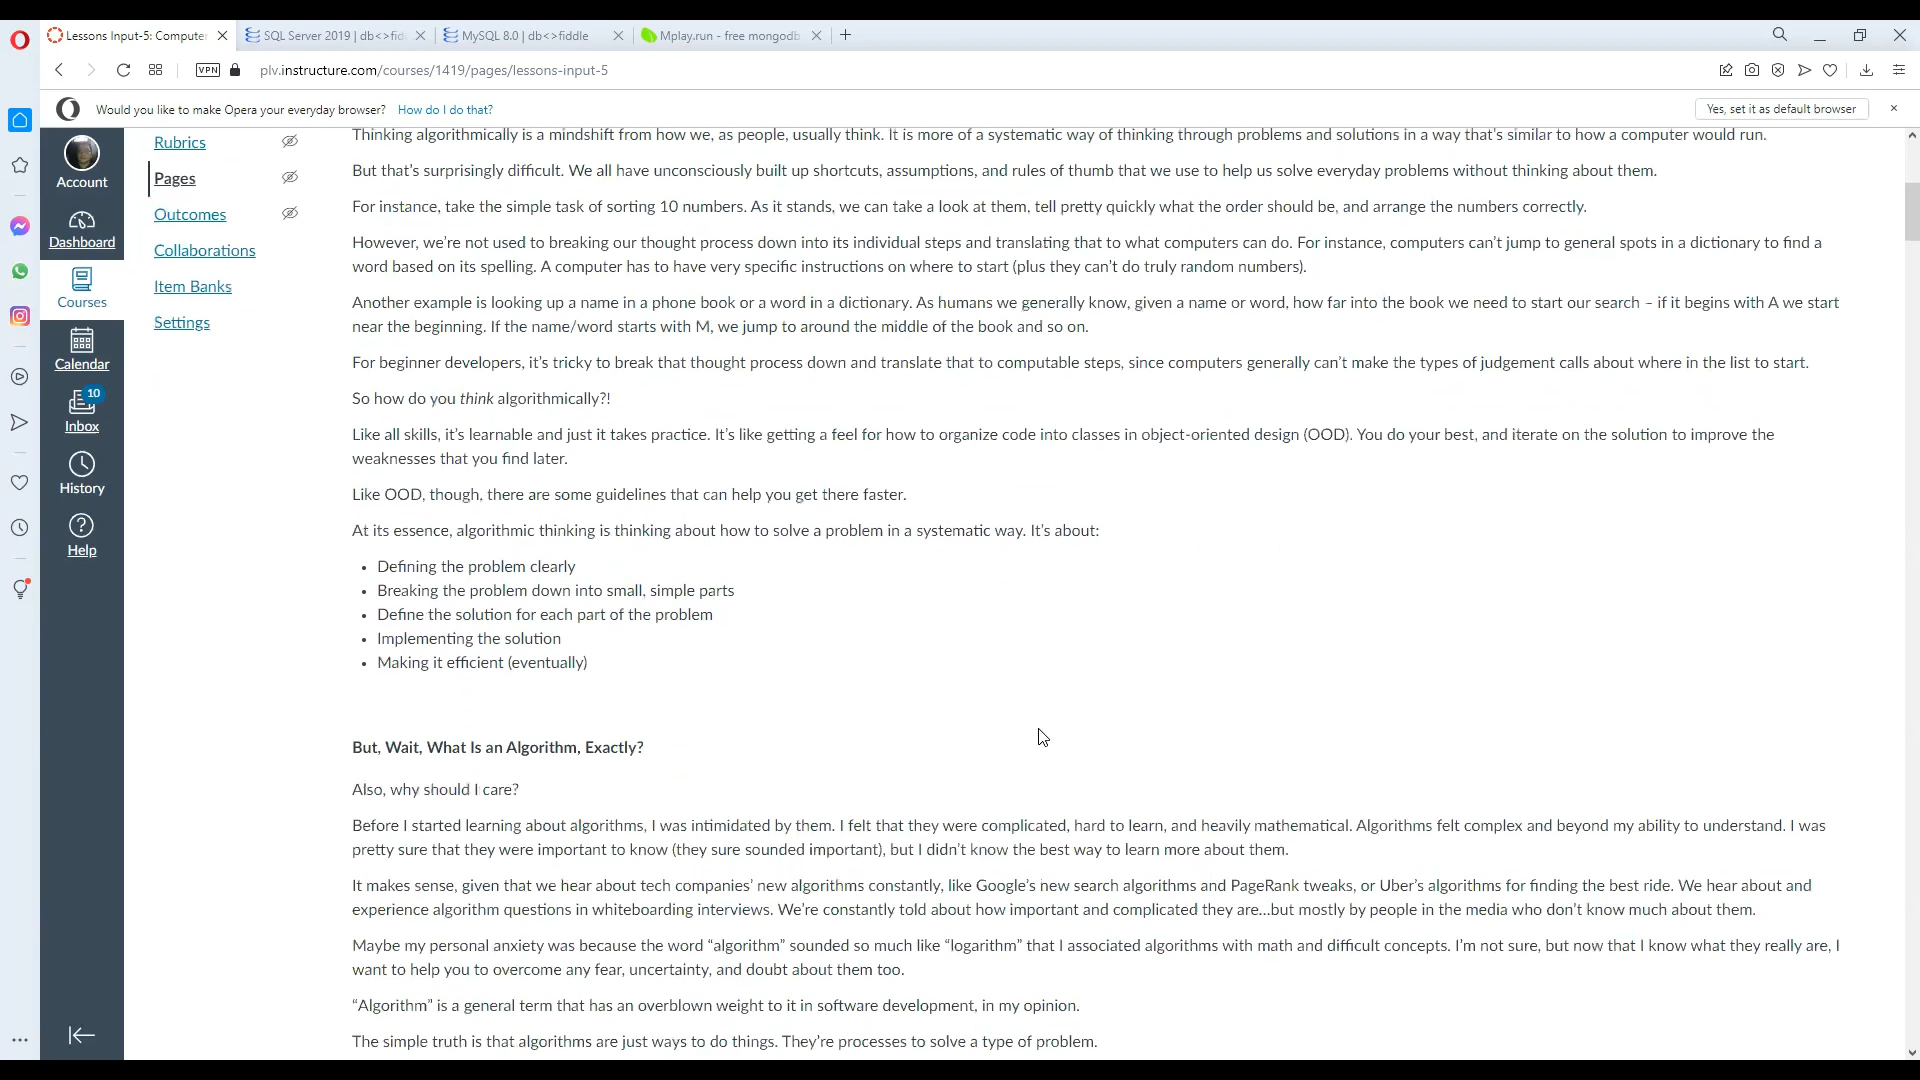 Lessons Input-5: Computer
SQL Server 2019 | db<>fid
MySQL 8.0 | db<>fiddle
Mplay.run - free mongodb
VPN
plv.instructure.com/courses/1419/pages/lessons-input-5
Would you like to make Opera your everyday browser? How do I do that?
Yes, set it as default browser
Account
Dashboard
Courses
Calendar
10
Inbox
History
Help
Rubrics
Pages
Outcomes
Collaborations
Item Banks
Settings
Thinking algorithmically is a mindshift from how we, as people, usually think. It is more of a systematic way of thinking through problems and solutions in a way that's similar to how a computer would run.
But that's surprisingly difficult. We all have unconsciously built up shortcuts, assumptions, and rules of thumb that we use to help us solve everyday problems without thinking about them.
For instance, take the simple task of sorting 10 numbers. As it stands, we can take a look at them, tell pretty quickly what the order should be, and arrange the numbers correctly.
However, we're not used to breaking our thought process down into its individual steps and translating that to what computers can do. For instance, computers can't jump to general spots in a dictionary to find a
word based on its spelling. A computer has to have very specific instructions on where to start (plus they can't do truly random numbers).
Another example is looking up a name in a phone book or a word in a dictionary. As humans we generally know, given a name or word, how far into the book we need to start our search – if it begins with A we start
near the beginning. If the name/word starts with M, we jump to around the middle of the book and so on.
For beginner developers, it's tricky to break that thought process down and translate that to computable steps, since computers generally can't make the types of judgement calls about where in the list to start.
So how do you think algorithmically?!
Like all skills, it's learnable and just it takes practice. It's like getting a feel for how to organize code into classes in object-oriented design (OOD). You do your best, and iterate on the solution to improve the
weaknesses that you find later.
Like OOD, though, there are some guidelines that can help you get there faster.
At its essence, algorithmic thinking is thinking about how to solve a problem in a systematic way. It's about:
• Defining the problem clearly
• Breaking the problem down into small, simple parts
• Define the solution for each part of the problem
• Implementing the solution
• Making it efficient (eventually)
But, Wait, What Is an Algorithm, Exactly?
Also, why should I care?
Before I started learning about algorithms, I was intimidated by them. I felt that they were complicated, hard to learn, and heavily mathematical. Algorithms felt complex and beyond my ability to understand. I was
pretty sure that they were important to know (they sure sounded important), but I didn't know the best way to learn more about them.
It makes sense, given that we hear about tech companies' new algorithms constantly, like Google's new search algorithms and PageRank tweaks, or Uber's algorithms for finding the best ride. We hear about and
experience algorithm questions in whiteboarding interviews. We're constantly told about how important and complicated they are…but mostly by people in the media who don't know much about them.
Maybe my personal anxiety was because the word “algorithm” sounded so much like “logarithm” that I associated algorithms with math and difficult concepts. I'm not sure, but now that I know what they really are, I
want to help you to overcome any fear, uncertainty, and doubt about them too.
“Algorithm” is a general term that has an overblown weight to it in software development, in my opinion.
The simple truth is that algorithms are just ways to do things. They're processes to solve a type of problem.